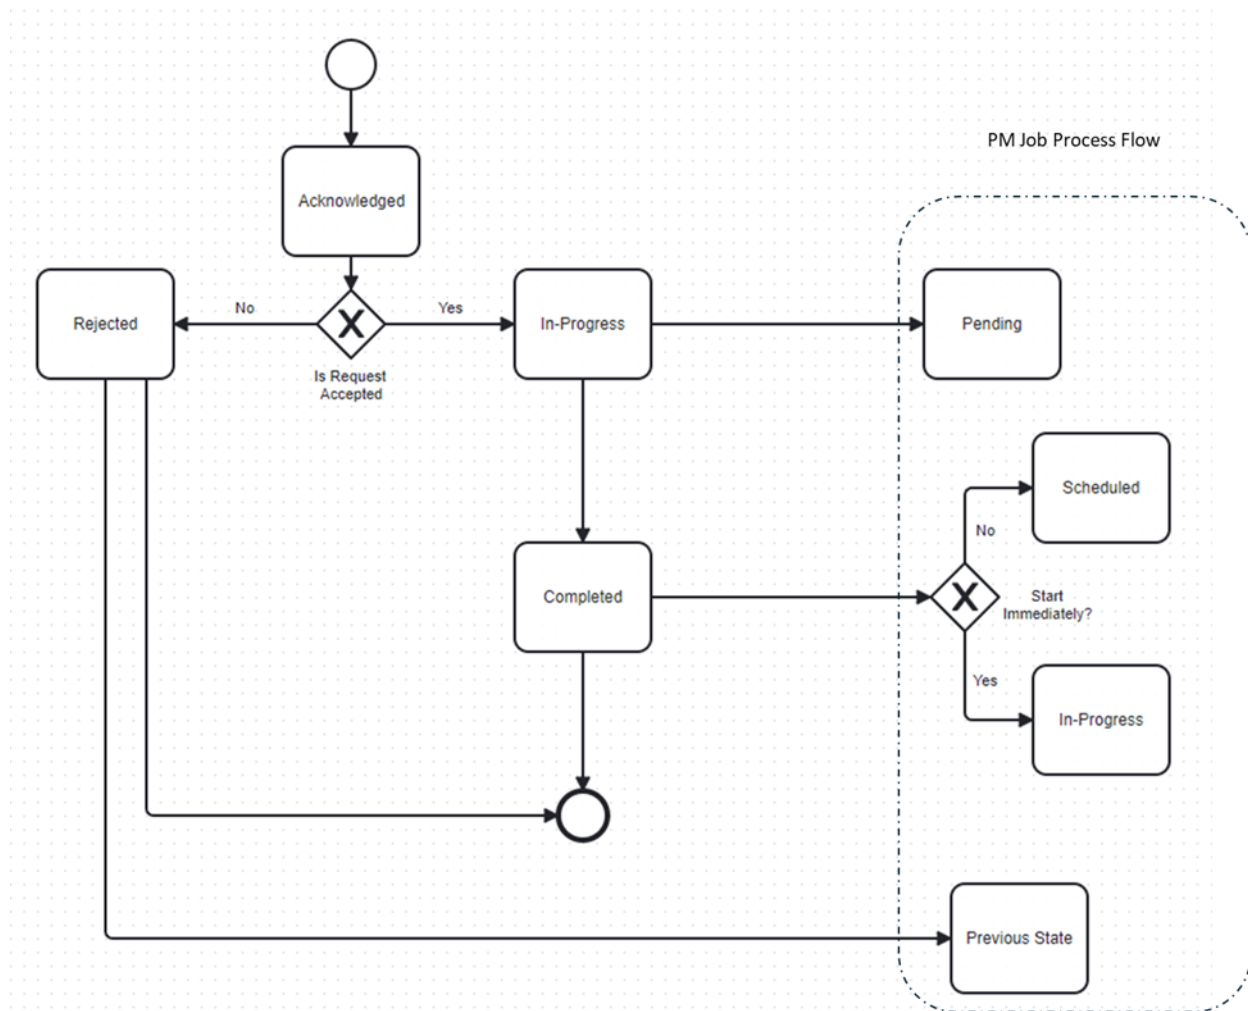 PM Job Process Flow
Acknowledged
Rejected
No
Yes
In-Progress
Pending
Is Request
Accepted
Scheduled
No
Completed
Start
Immediately?
Yes
In-Progress
Previous State